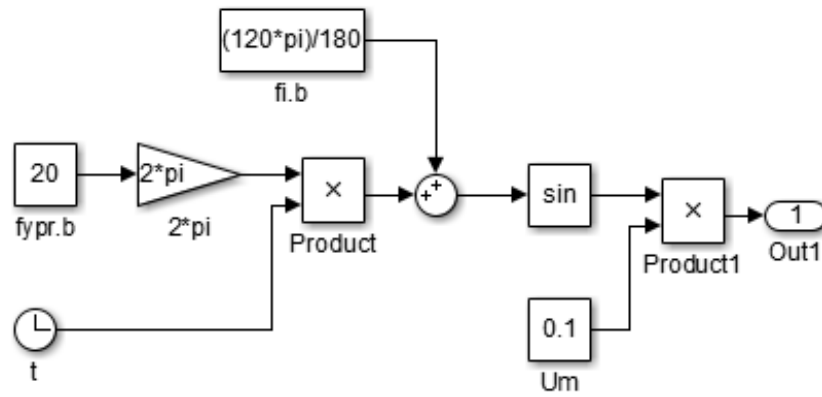 (120*pi)/180
fi.b
20
fypr.b
2*pi
2*pi
×
Product
++
sin
×
Product1
1
Out1
t
0.1
Um